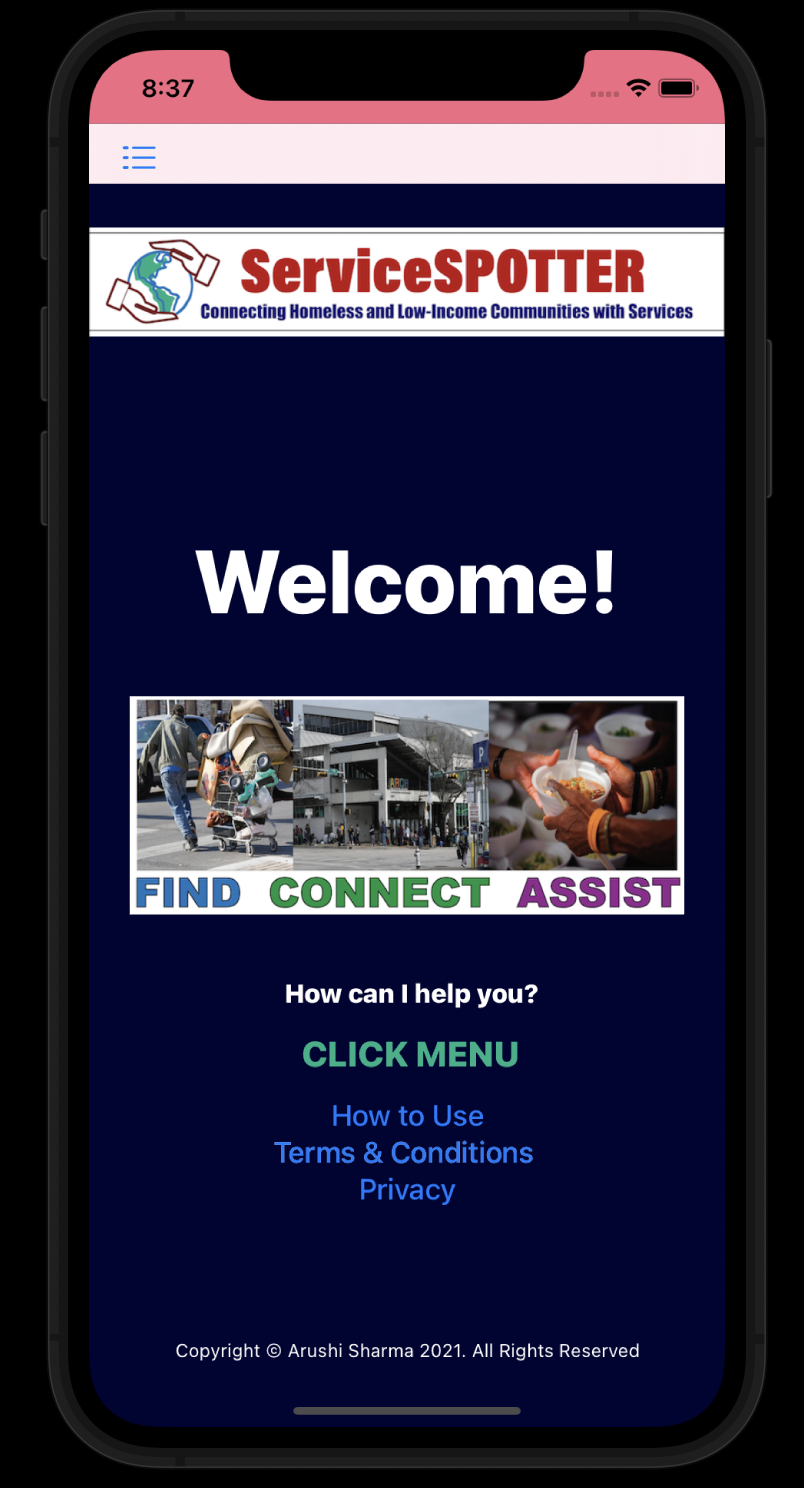 8:37
ServiceSPOTTER
Connecting Homeless and Low-Income Communities with Services
Welcome!
P
ARCH
FIND CONNECT ASSIST
How can I help you?
CLICK MENU
How to Use
Terms & Conditions
Privacy
Copyright © Arushi Sharma 2021. All Rights Reserved